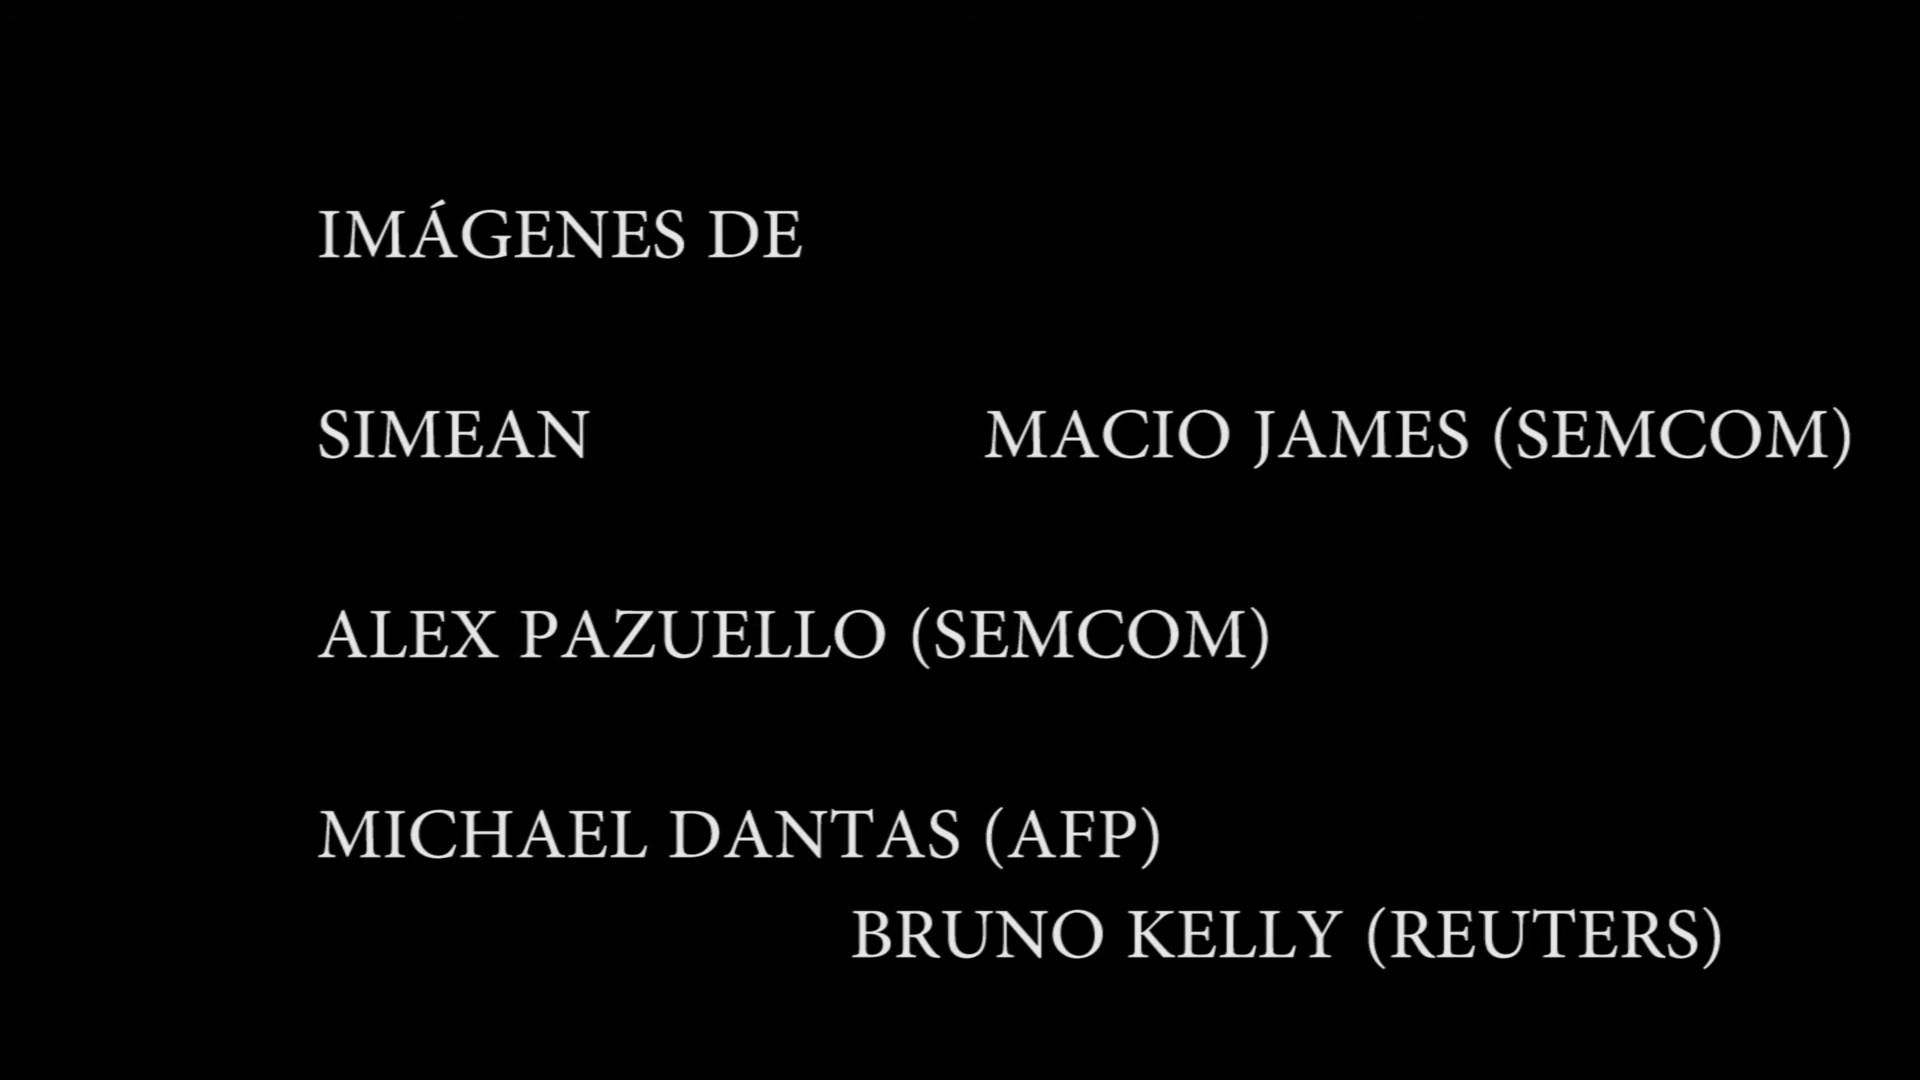 IMÁGENES DE
SIMEAN MACIO JAMES (SEMCOM)
ALEX PAZUELLO (SEMCOM)
MICHAEL DANTAS (AFP)
BRUNO KELLY (REUTERS)